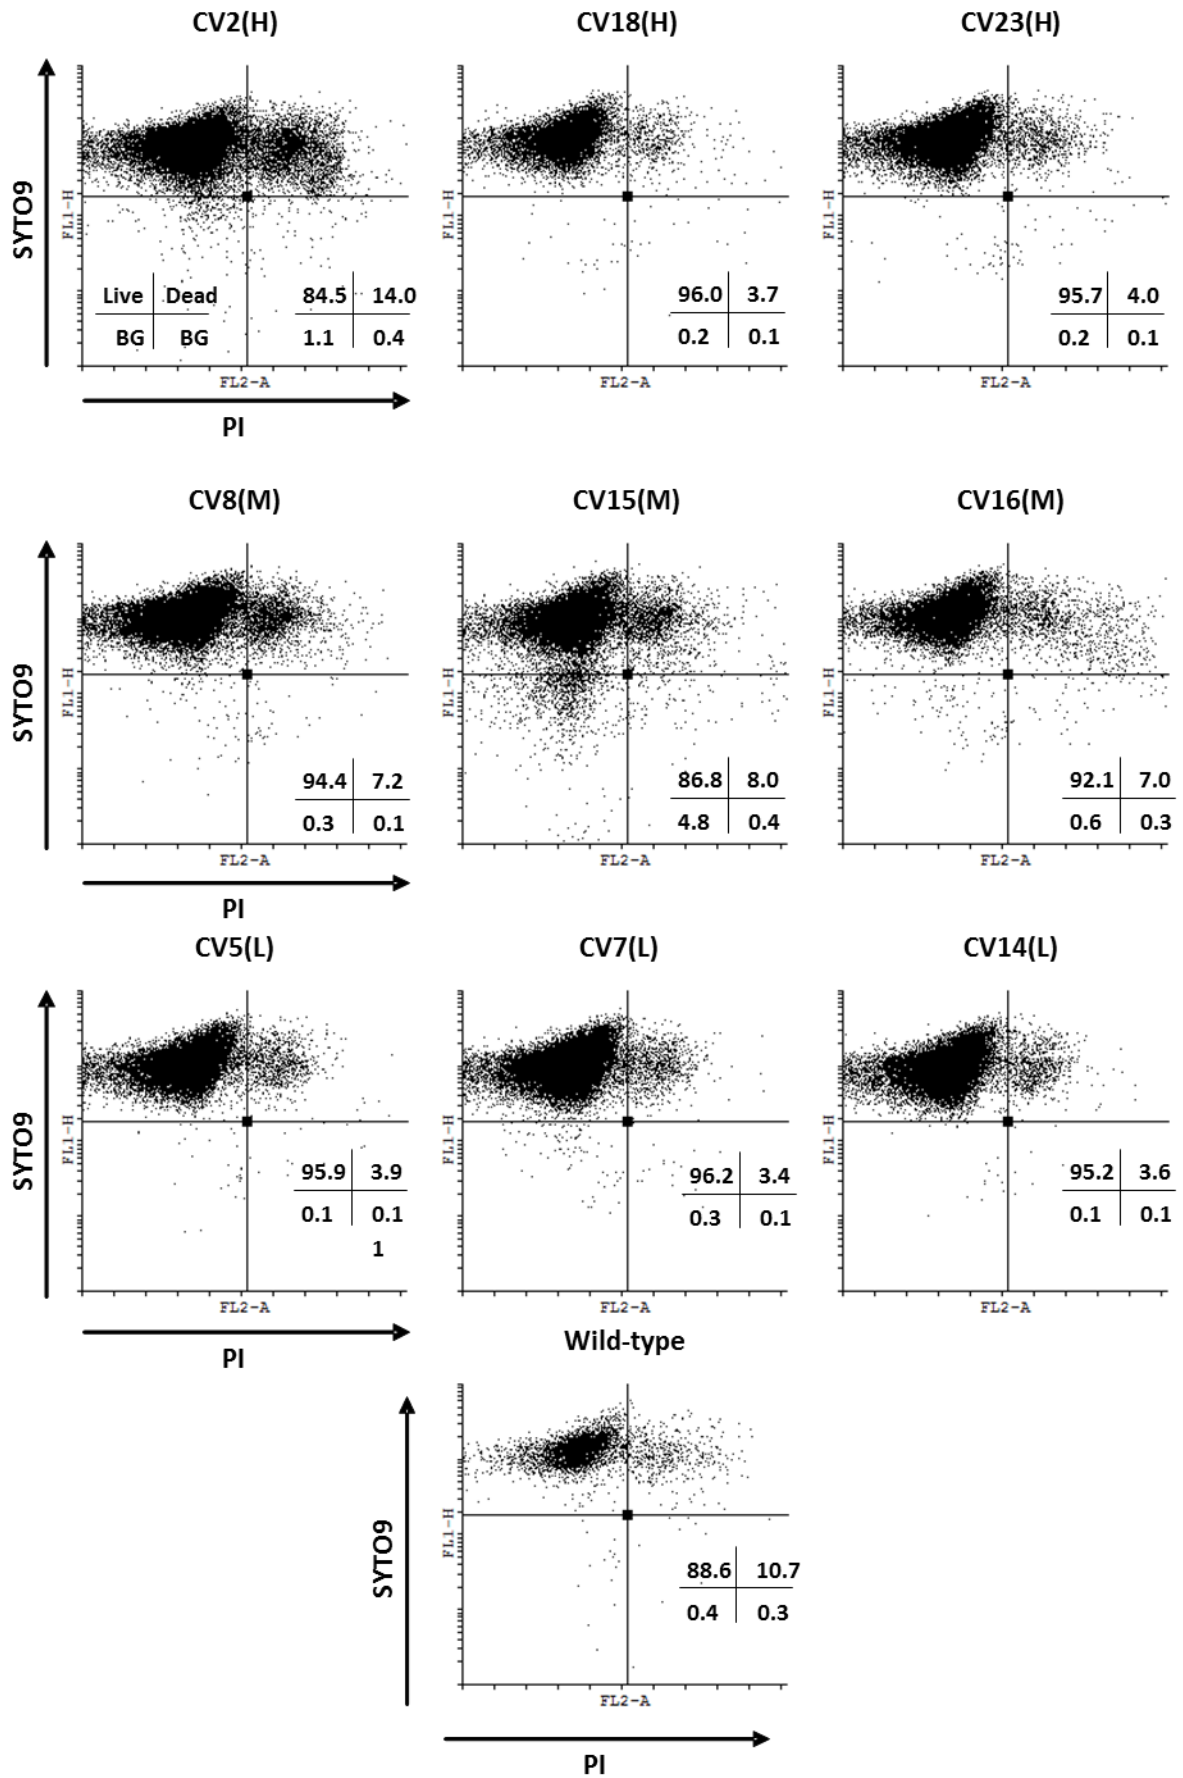 CV2(H) CV18(H) CV23(H)
SYTO9 FL1-H FL1-H FL1-H
Live Dead 84.5 14.0 96.0 3.7 95.7 4.0
BG BG 1.1 0.4 0.2 0.1 0.2 0.1
FL2-A FL2-A FL2-A
PI
CV8(M) CV15(M) CV16(M)
SYTO9 FL1-H FL1-H FL1-H
94.4 7.2 86.8 8.0 92.1 7.0
0.3 0.1 4.8 0.4 0.6 0.3
FL2-A FL2-A FL2-A
PI
CV5(L) CV7(L) CV14(L)
SYTO9 FL1-H FL1-H FL1-H
95.9 3.9 96.2 3.4 95.2 3.6
0.1 0.1 0.3 0.1 0.1 0.1
1
FL2-A FL2-A FL2-A
PI
Wild-type
SYTO9 FL1-H
88.6 10.7
0.4 0.3
FL2-A
PI